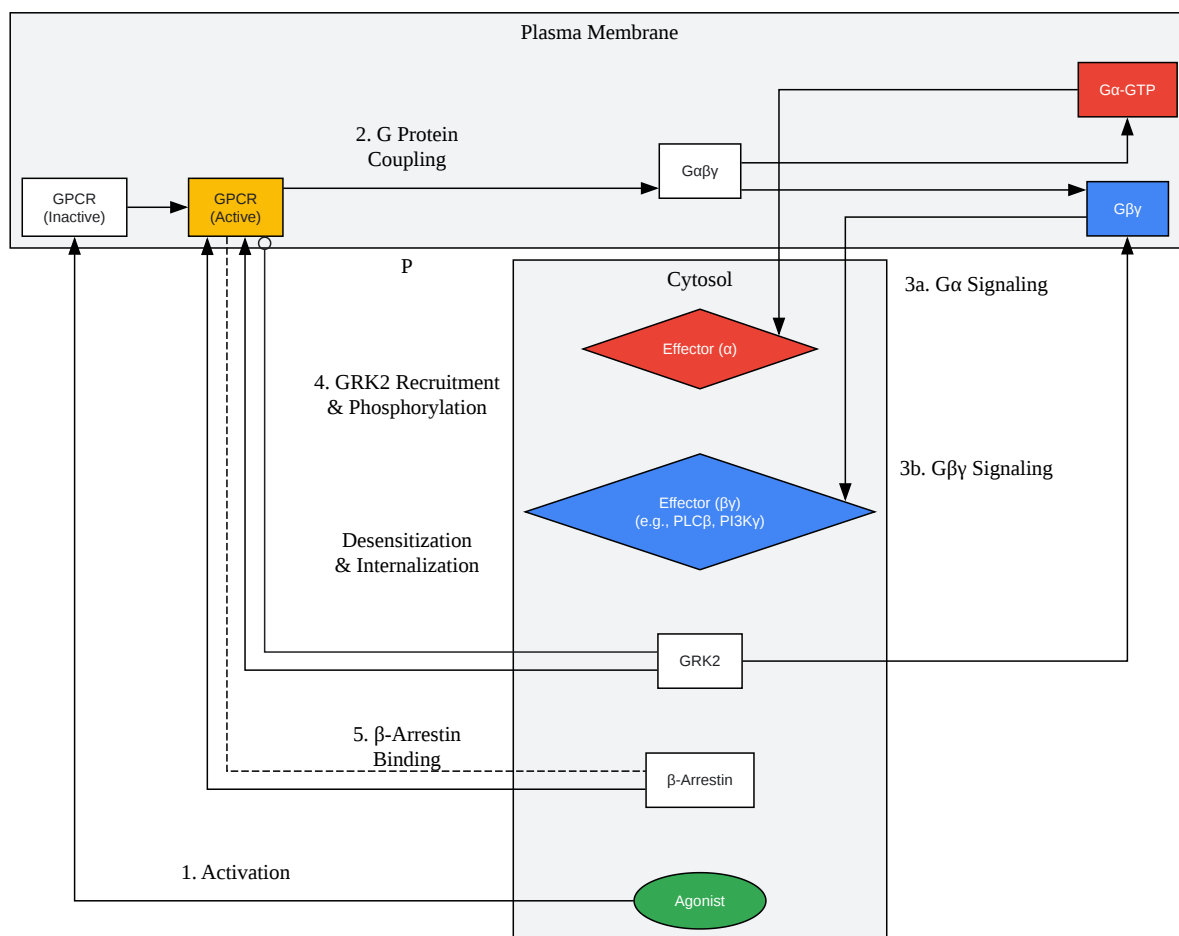 Plasma Membrane
Gα-GTP
2. G Protein
Coupling
Gαβγ
GPCR
(Inactive)
GPCR
(Active)
Gβγ
P
Cytosol
3a. Gα Signaling
Effector (α)
4. GRK2 Recruitment
& Phosphorylation
3b. Gβγ Signaling
Effector (βγ)
(e.g., PLCβ, PI3Kγ)
Desensitization
& Internalization
GRK2
5. β-Arrestin
Binding
β-Arrestin
1. Activation
Agonist